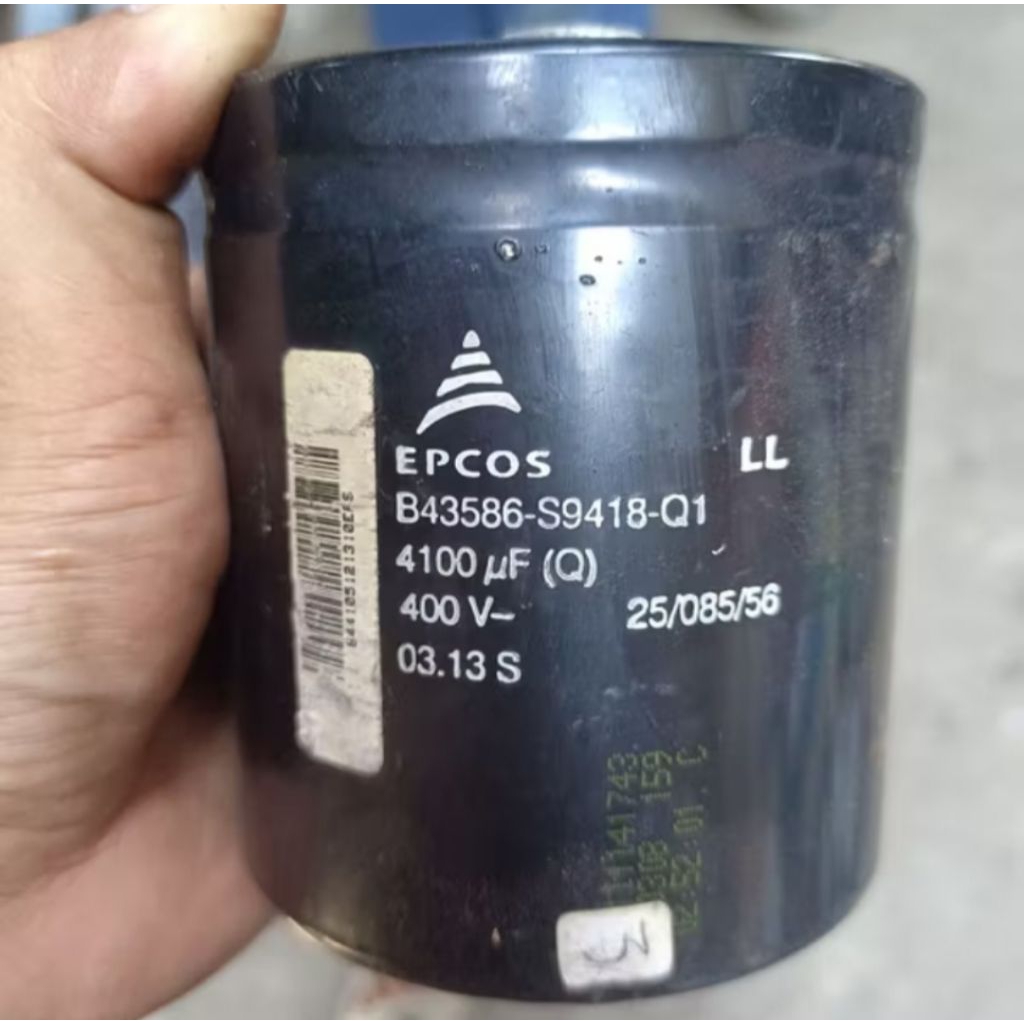 EPCOS
LL
B43586-S9418-Q1
4100 µF (Q)
400 V–
25/085/56
03.13 S